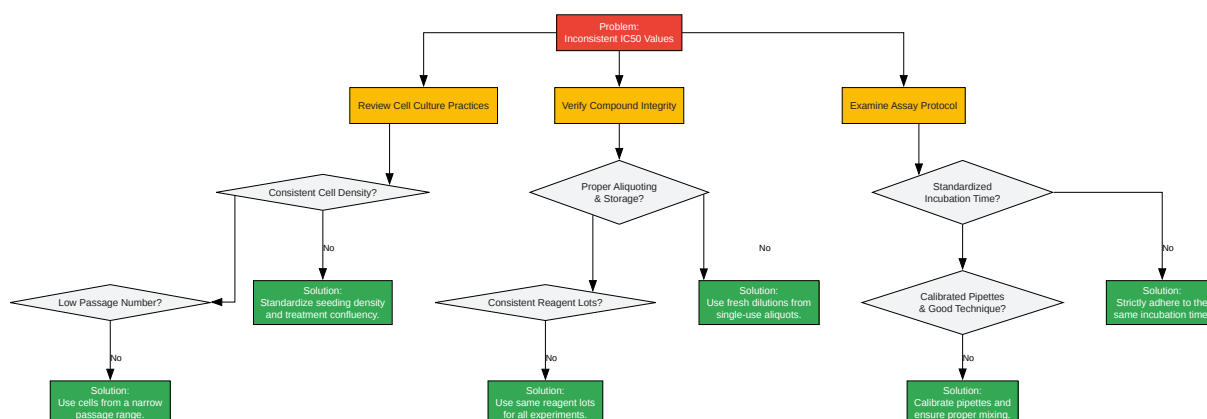 Problem:
Inconsistent IC50 Values
Review Cell Culture Practices
Verify Compound Integrity
Examine Assay Protocol
Consistent Cell Density?
Proper Aliquoting
& Storage?
Standardized
Incubation Time?
No
No
No
Low Passage Number?
Solution:
Standardize seeding density
and treatment confluency.
Consistent Reagent Lots?
Solution:
Use fresh dilutions from
single-use aliquots.
Calibrated Pipettes
& Good Technique?
Solution:
Strictly adhere to the
same incubation time
No
No
No
Solution:
Use cells from a narrow
passage range.
Solution:
Use same reagent lots
for all experiments.
Solution:
Calibrate pipettes and
ensure proper mixing.